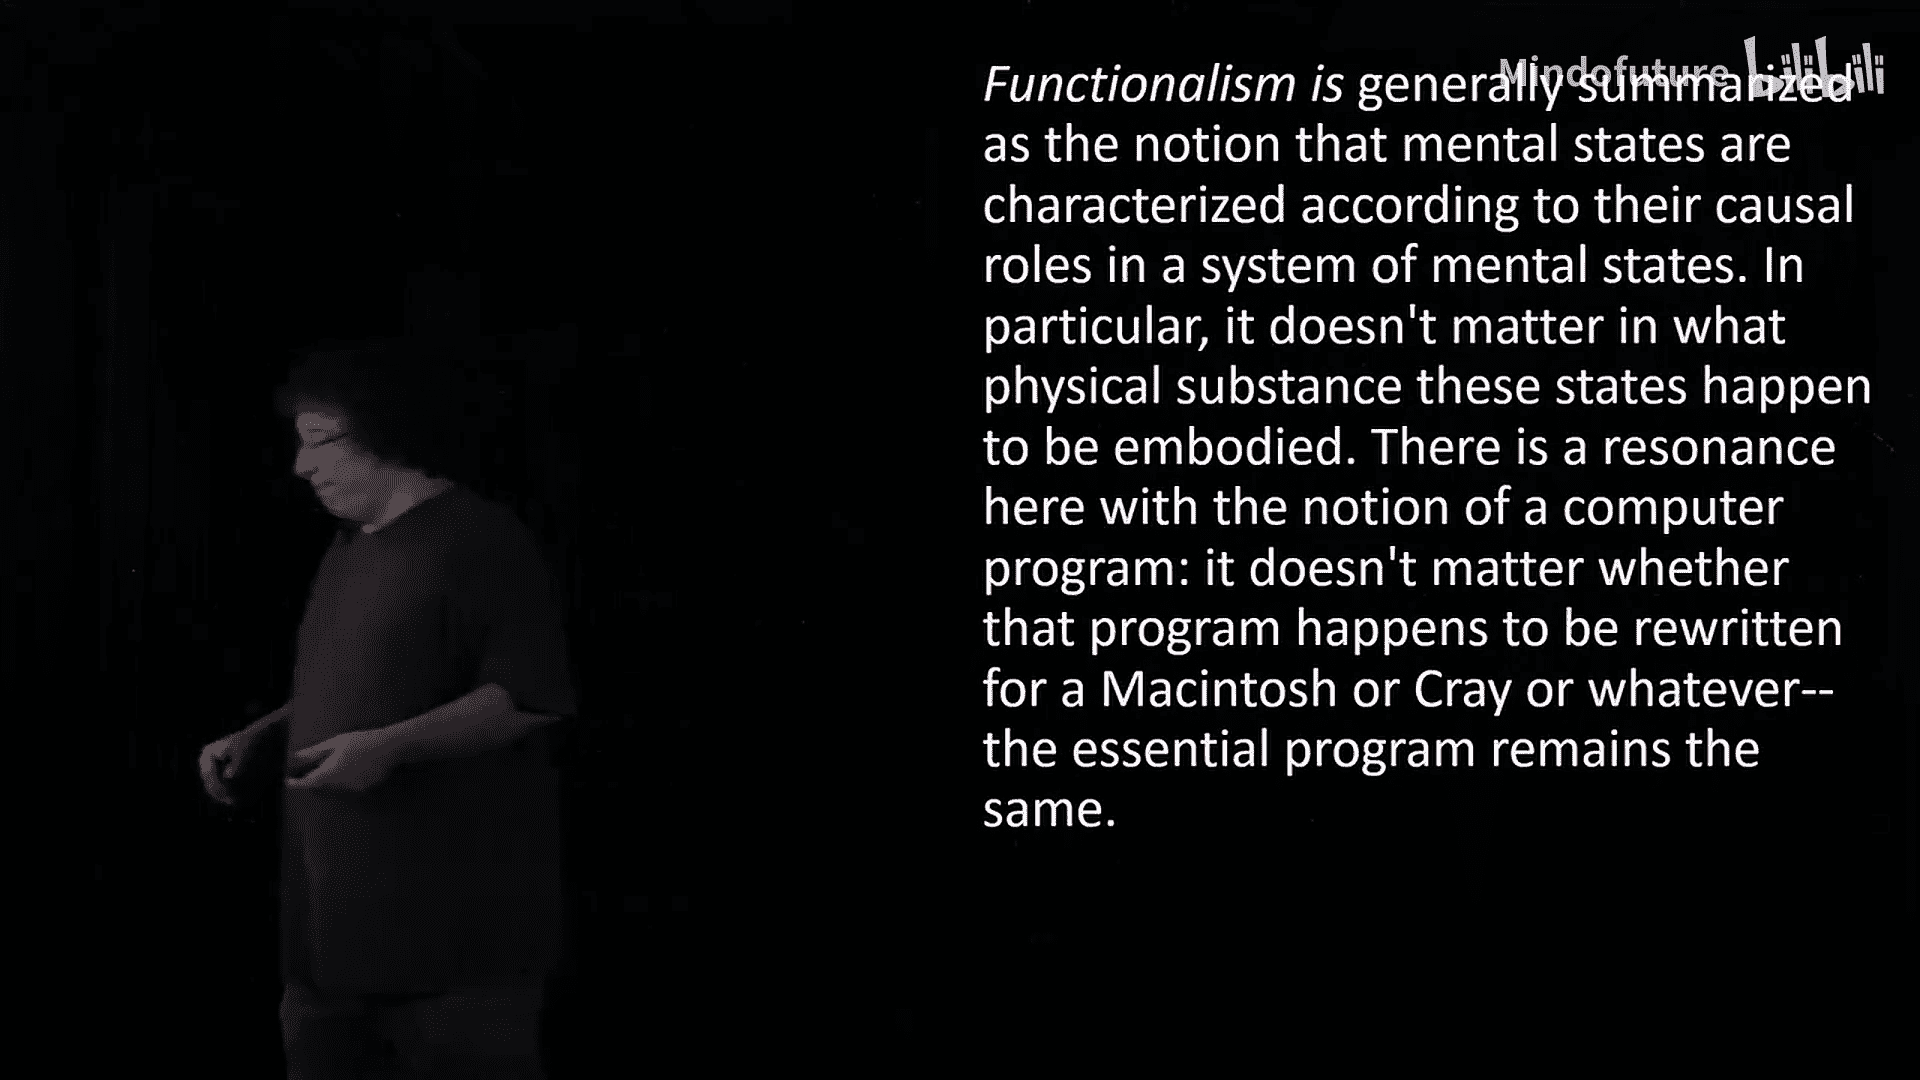 Mindofuture bilibili
Functionalism is generally summarized
as the notion that mental states are
characterized according to their causal
roles in a system of mental states. In
particular, it doesn't matter in what
physical substance these states happen
to be embodied. There is a resonance
here with the notion of a computer
program: it doesn't matter whether
that program happens to be rewritten
for a Macintosh or Cray or whatever--
the essential program remains the
same.